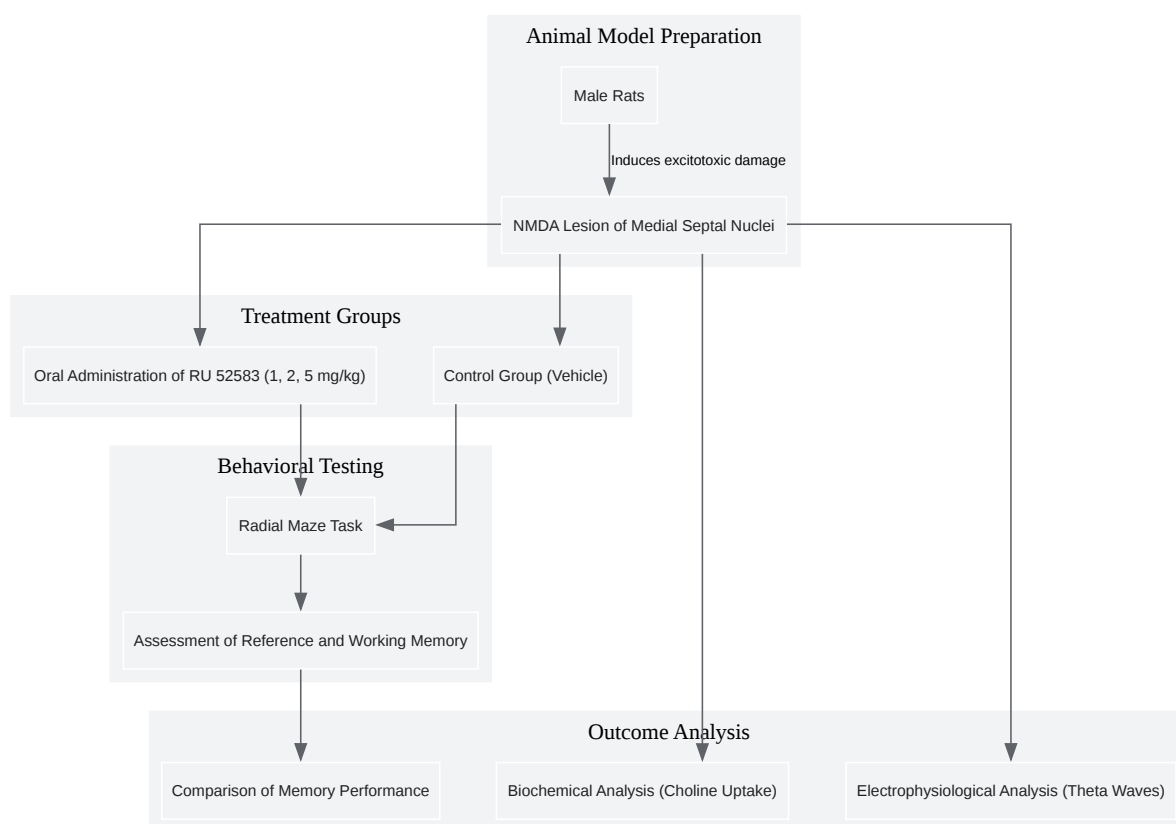 Animal Model Preparation
Male Rats
Induces excitotoxic damage
NMDA Lesion of Medial Septal Nuclei
Treatment Groups
Oral Administration of RU 52583 (1, 2, 5 mg/kg)
Control Group (Vehicle)
Behavioral Testing
Radial Maze Task
Assessment of Reference and Working Memory
Outcome Analysis
Comparison of Memory Performance
Biochemical Analysis (Choline Uptake)
Electrophysiological Analysis (Theta Waves)